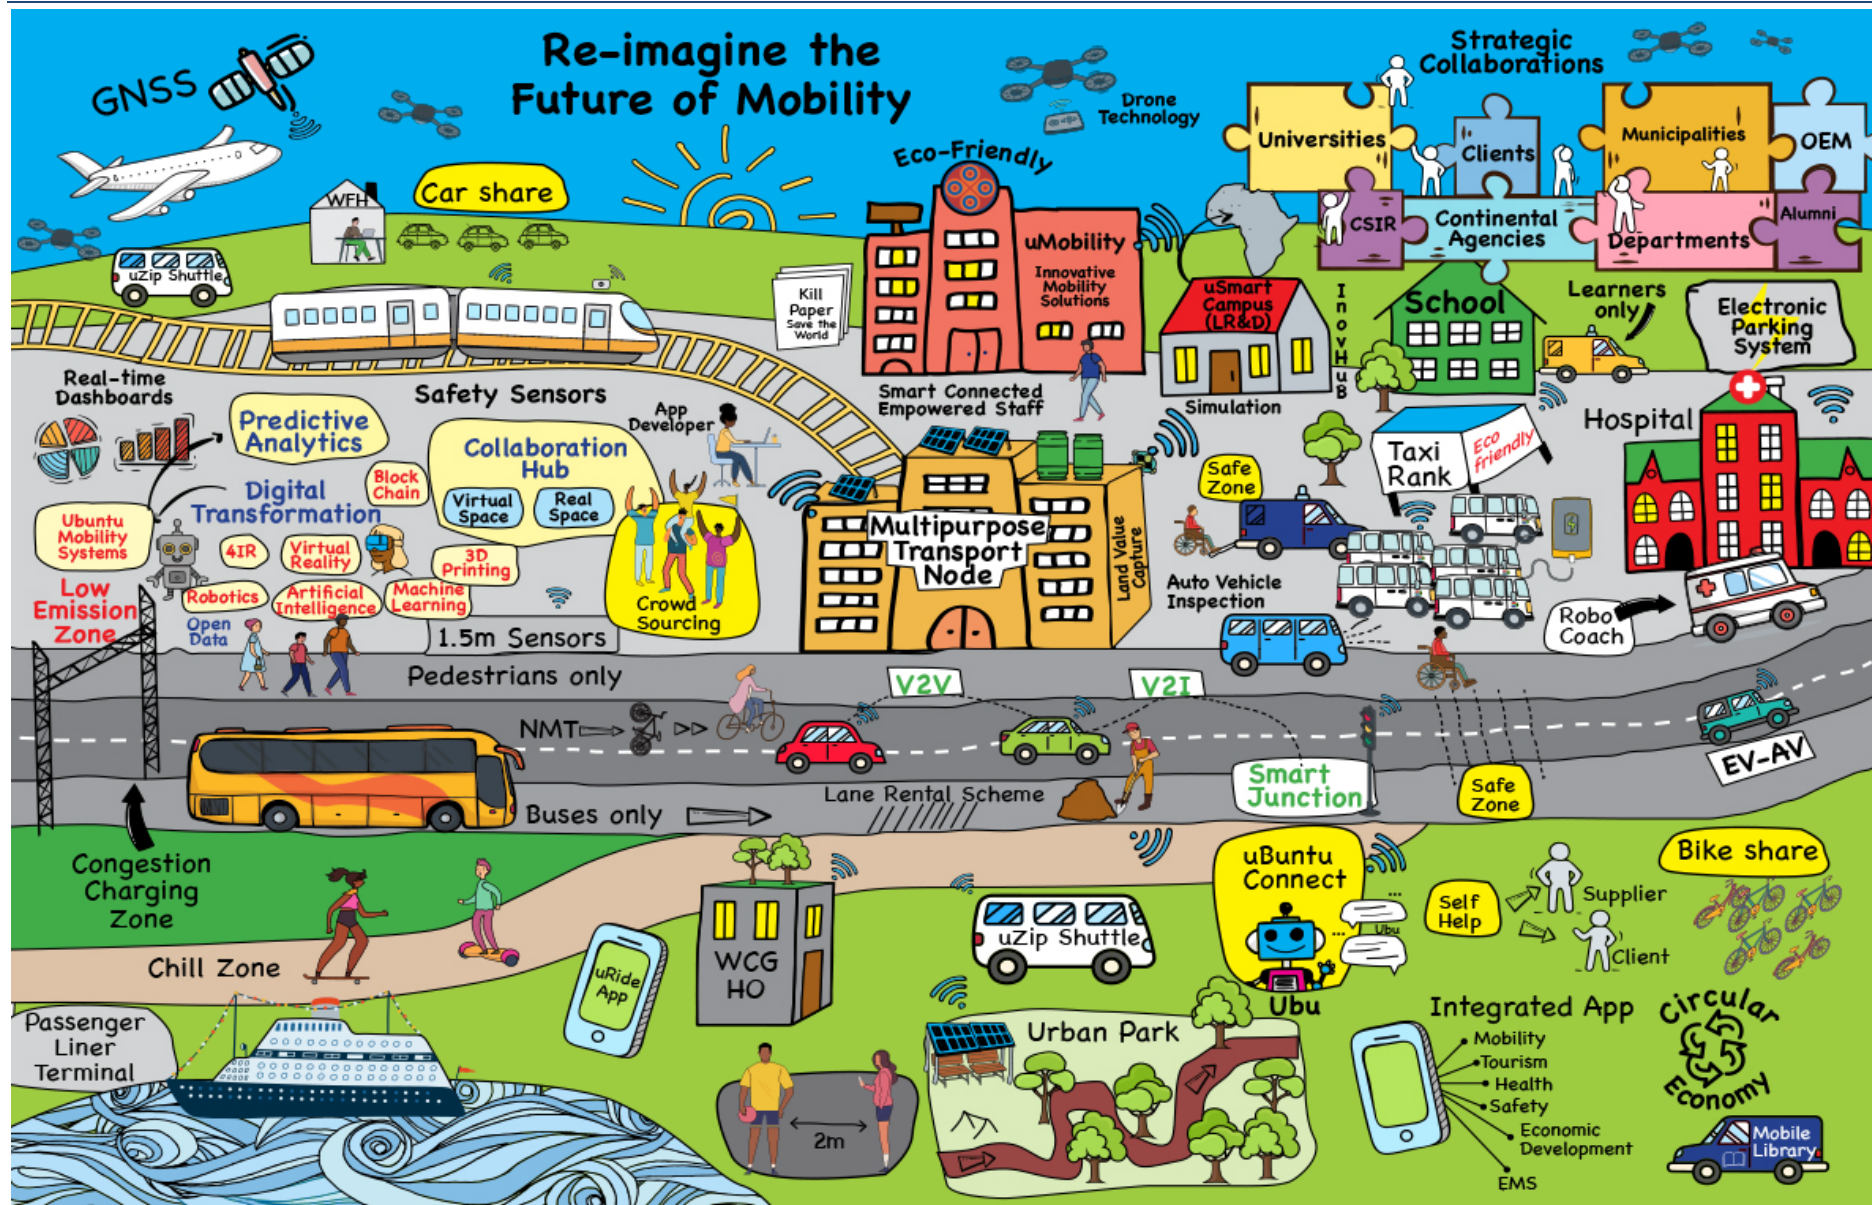 Re-imagine the
Future of Mobility
GNSS
Drone
Technology
Strategic
Collaborations
Universities
Clients
Municipalities
OEM
CSIR
Continental
Agencies
Departments
Alumni
WFH
Car share
uZip Shuttle
Eco-Friendly
uMobility
Innovative
Mobility
Solutions
Kill
Paper
Save the
World
uSmart
Campus
(LR&D)
Simulation
InovHuB
School
Learners
only
Electronic
Parking
System
Real-time
Dashboards
Safety Sensors
Smart Connected
Empowered Staff
Predictive
Analytics
App
Developer
Collaboration
Hub
Virtual
Space
Real
Space
Block
Chain
Digital
Transformation
Ubuntu
Mobility
Systems
4IR
Virtual
Reality
3D
Printing
Robotics
Artificial
Intelligence
Machine
Learning
Open
Data
Low
Emission
Zone
Crowd
Sourcing
1.5m Sensors
Multipurpose
Transport
Node
Land Value
Capture
Safe
Zone
Taxi
Rank
Eco
friendly
Hospital
Auto Vehicle
Inspection
Robo
Coach
Pedestrians only
V2V
V2I
NMT
Buses only
Lane Rental Scheme
Smart
Junction
Safe
Zone
EV-AV
Congestion
Charging
Zone
Chill Zone
uRide
App
WCG
HO
uZip Shuttle
uBuntu
Connect
...
...
Ubu
Ubu
Self
Help
Supplier
Client
Bike share
Passenger
Liner
Terminal
2m
Urban Park
Integrated App
Mobility
Tourism
Health
Safety
Economic
Development
EMS
Circular
Economy
Mobile
Library